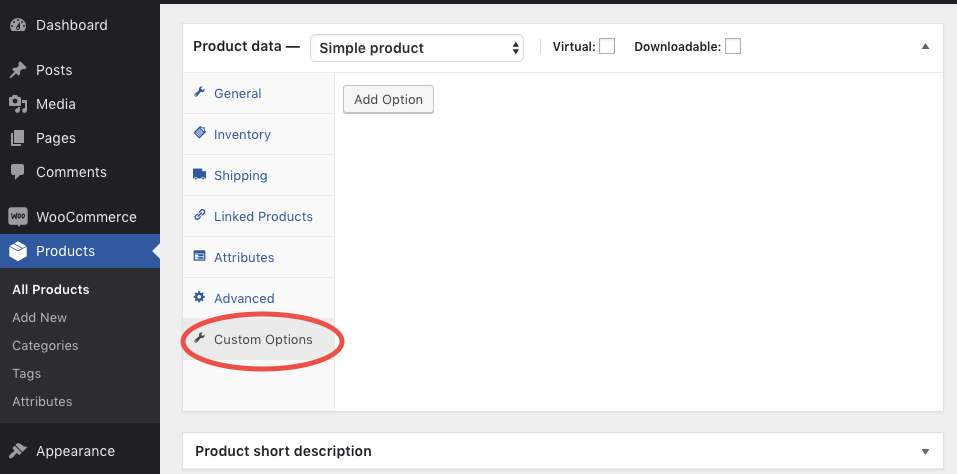 Dashboard
Posts
Media
Pages
Comments
WOO WooCommerce
Products
All Products
Add New
Categories
Tags
Attributes
Appearance
Product data — Simple product Virtual: Downloadable:
General
Inventory
Shipping
Linked Products
Attributes
Advanced
Custom Options
Add Option
Product short description